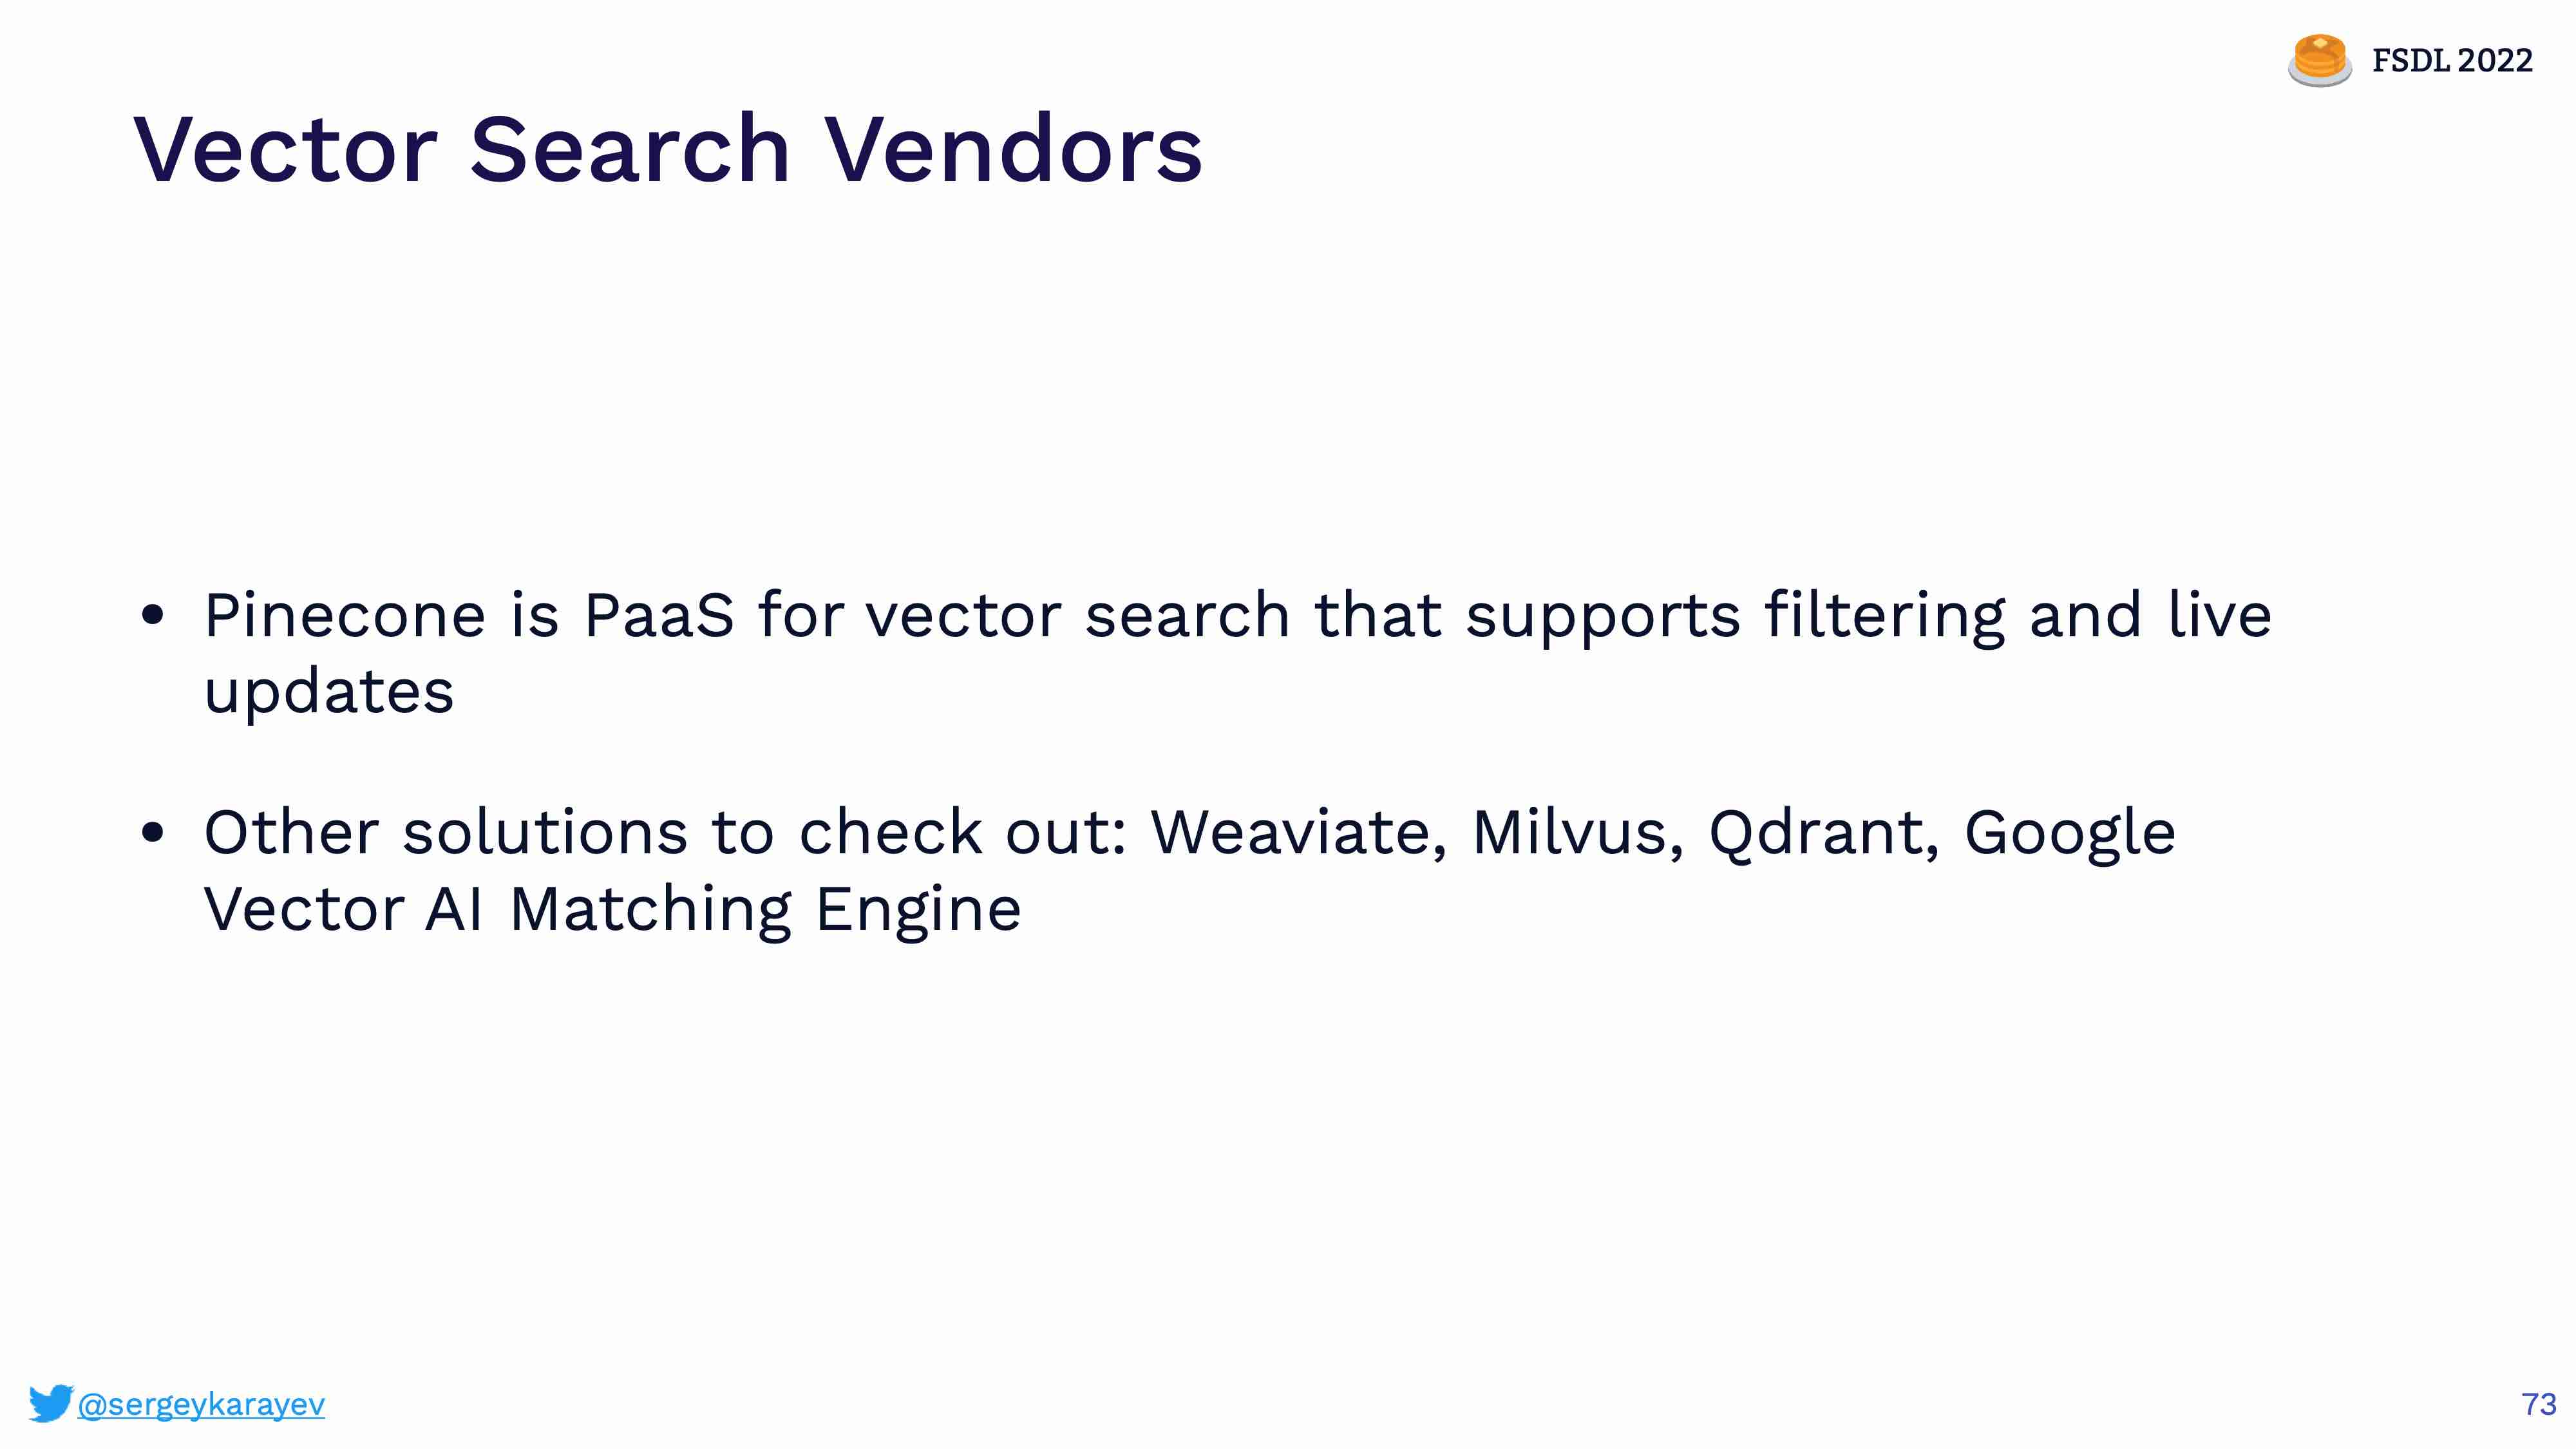 FSDL 2022
Vector Search Vendors
• Pinecone is PaaS for vector search that supports filtering and live
updates
• Other solutions to check out: Weaviate, Milvus, Qdrant, Google
Vector AI Matching Engine
@sergeykarayev
73